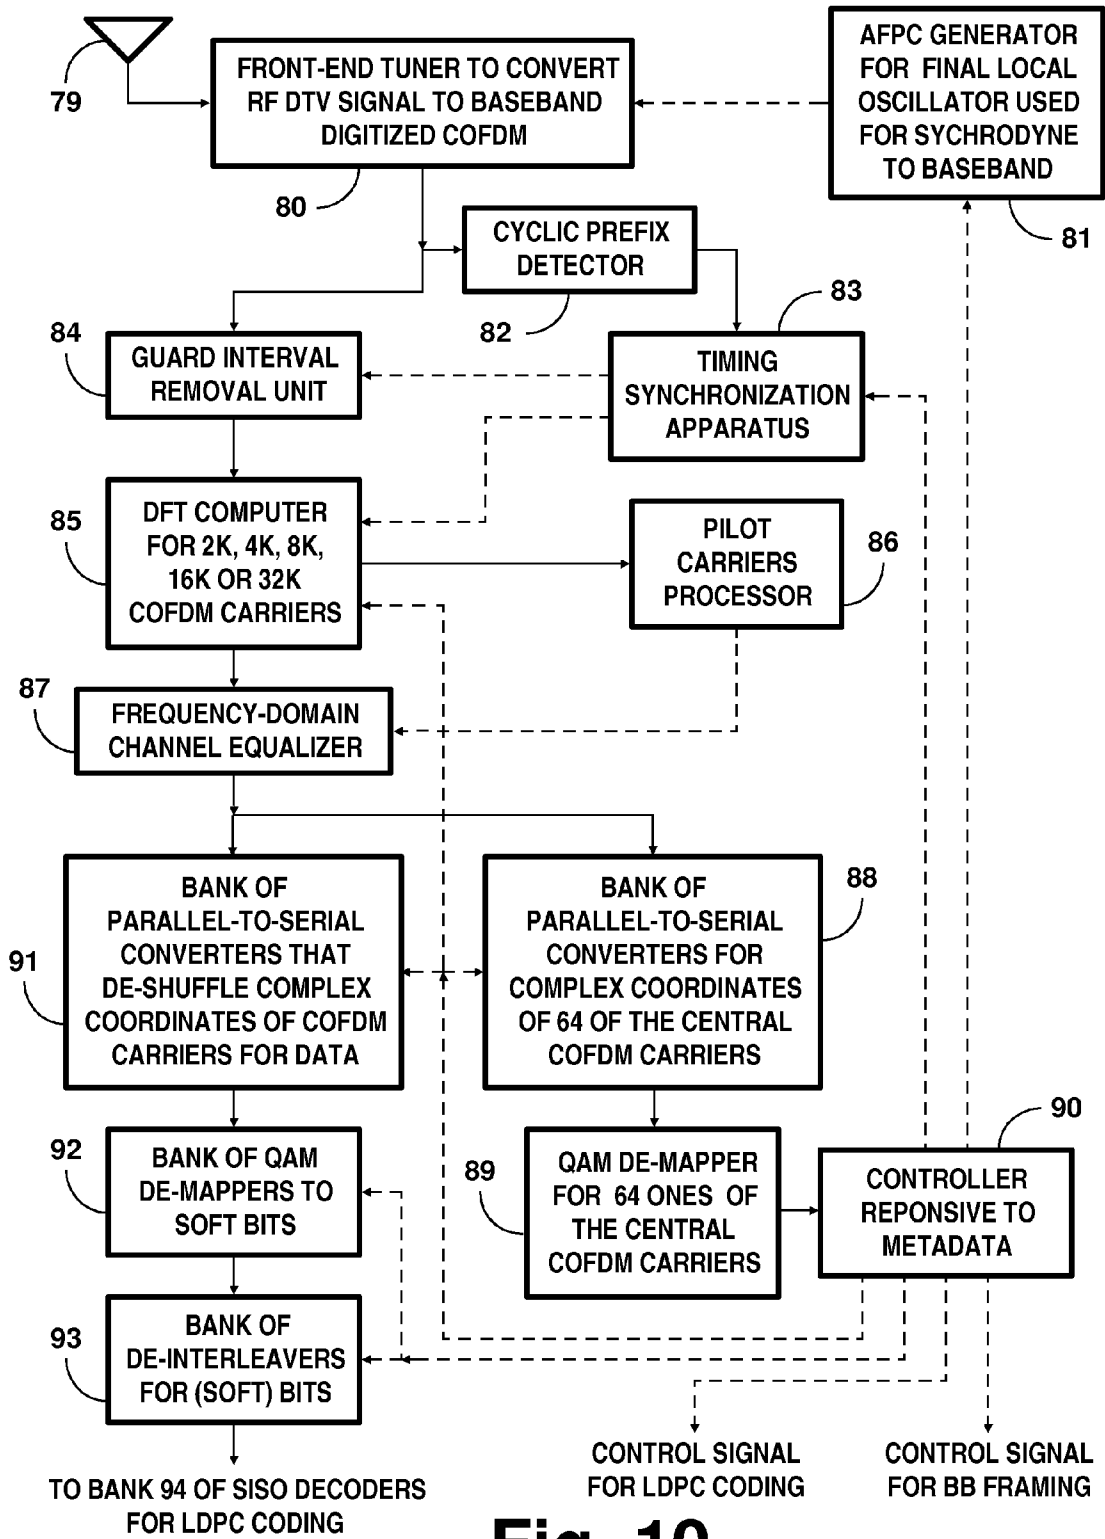 79
FRONT-END TUNER TO CONVERT
RF DTV SIGNAL TO BASEBAND
DIGITIZED COFDM
80
AFPC GENERATOR
FOR FINAL LOCAL
OSCILLATOR USED
FOR SYCHRODYNE
TO BASEBAND
81
CYCLIC PREFIX
DETECTOR
82
83
84
GUARD INTERVAL
REMOVAL UNIT
TIMING
SYNCHRONIZATION
APPARATUS
85
DFT COMPUTER
FOR 2K, 4K, 8K,
16K OR 32K
COFDM CARRIERS
PILOT
CARRIERS
PROCESSOR
86
87
FREQUENCY-DOMAIN
CHANNEL EQUALIZER
91
BANK OF
PARALLEL-TO-SERIAL
CONVERTERS THAT
DE-SHUFFLE COMPLEX
COORDINATES OF COFDM
CARRIERS FOR DATA
BANK OF
PARALLEL-TO-SERIAL
CONVERTERS FOR
COMPLEX COORDINATES
OF 64 OF THE CENTRAL
COFDM CARRIERS
88
92
BANK OF QAM
DE-MAPPERS TO
SOFT BITS
89
QAM DE-MAPPER
FOR 64 ONES OF
THE CENTRAL
COFDM CARRIERS
90
CONTROLLER
REPONSIVE TO
METADATA
93
BANK OF
DE-INTERLEAVERS
FOR (SOFT) BITS
TO BANK 94 OF SISO DECODERS
FOR LDPC CODING
CONTROL SIGNAL
FOR LDPC CODING
CONTROL SIGNAL
FOR BB FRAMING